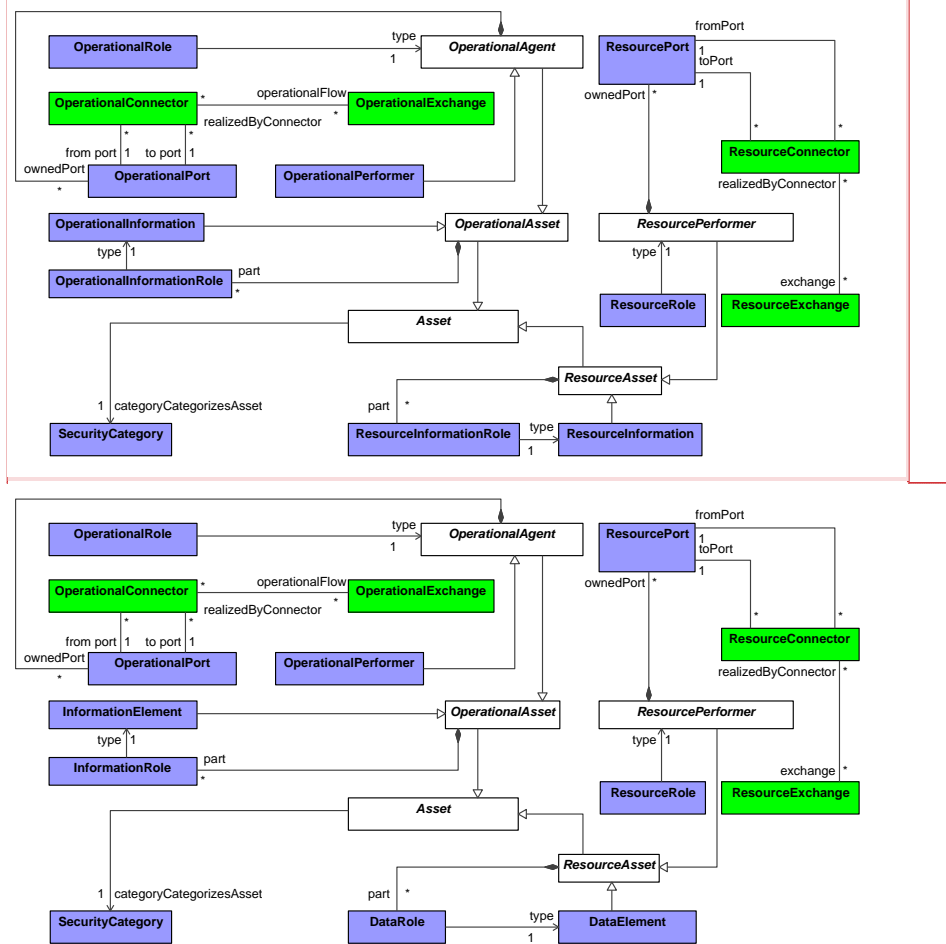 fromPort
OperationalRole
type
1
OperationalAgent
ResourcePort
1
toPort
1
OperationalConnector
*
operationalFlow
OperationalExchange
ownedPort
*
realizedByConnector
*
*
*
*
*
from port
1
to port
1
ResourceConnector
ownedPort
*
OperationalPort
OperationalPerformer
realizedByConnector
*
OperationalInformation
OperationalAsset
ResourcePerformer
type
1
type
1
OperationalInformationRole
part
*
exchange
*
ResourceRole
ResourceExchange
Asset
ResourceAsset
1
categoryCategorizesAsset
part
*
SecurityCategory
ResourceInformationRole
type
1
ResourceInformation
fromPort
OperationalRole
type
1
OperationalAgent
ResourcePort
1
toPort
1
OperationalConnector
*
operationalFlow
OperationalExchange
ownedPort
*
realizedByConnector
*
*
*
*
*
from port
1
to port
1
ResourceConnector
ownedPort
*
OperationalPort
OperationalPerformer
realizedByConnector
*
InformationElement
OperationalAsset
ResourcePerformer
type
1
type
1
InformationRole
part
*
exchange
*
ResourceRole
ResourceExchange
Asset
ResourceAsset
1
categoryCategorizesAsset
part
*
SecurityCategory
DataRole
type
1
DataElement